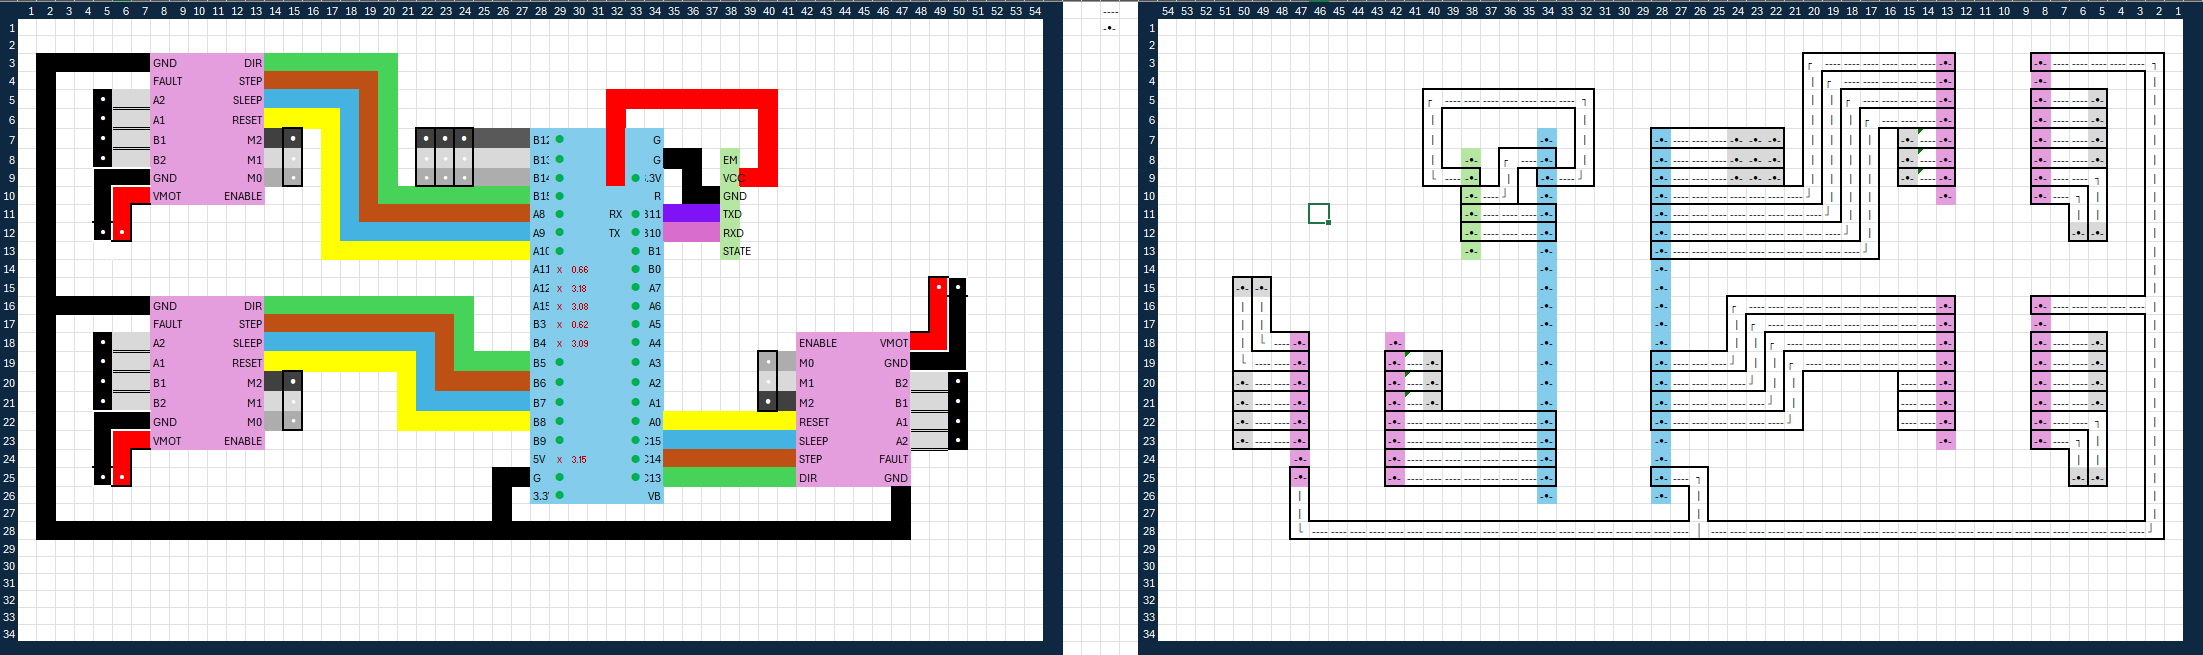 1 2 3 4 5 6 7 8 9 10 11 12 13 14 15 16 17 18 19 20 21 22 23 24 25 26 27 28 29 30 31 32 33 34 35 36 37 38 39 40 41 42 43 44 45 46 47 48 49 50 51 52 53 54
1
2
3 GND DIR
4 FAULT STEP
5 A2 SLEEP
6 A1 RESET
7 B1 M2 B12 G
8 B2 M1 B13 G EM
9 GND M0 B14 3.3V VCC
10 VMOT ENABLE B15 R GND
11 A8 RX B11 TXD
12 A9 TX B10 RXD
13 A10 B1 STATE
14 A11 x 0.66 B0
15 A12 x 3.18 A7
16 GND DIR A15 x 3.08 A6
17 FAULT STEP B3 x 0.62 A5
18 A2 SLEEP B4 x 3.09 A4 ENABLE VMOT
19 A1 RESET B5 A3 M0 GND
20 B1 M2 B6 A2 M1 B2
21 B2 M1 B7 A1 M2 B1
22 GND M0 B8 A0 RESET A1
23 VMOT ENABLE B9 C15 SLEEP A2
24 5V x 3.15 C14 STEP FAULT
25 G C13 DIR GND
26 3.3 VB
27
28
29
30
31
32
33
34
54 53 52 51 50 49 48 47 46 45 44 43 42 41 40 39 38 37 36 35 34 33 32 31 30 29 28 27 26 25 24 23 22 21 20 19 18 17 16 15 14 13 12 11 10 9 8 7 6 5 4 3 2 1
1
2
3
4
5
6
7
8
9
10
11
12
13
14
15
16
17
18
19
20
21
22
23
24
25
26
27
28
29
30
31
32
33
34